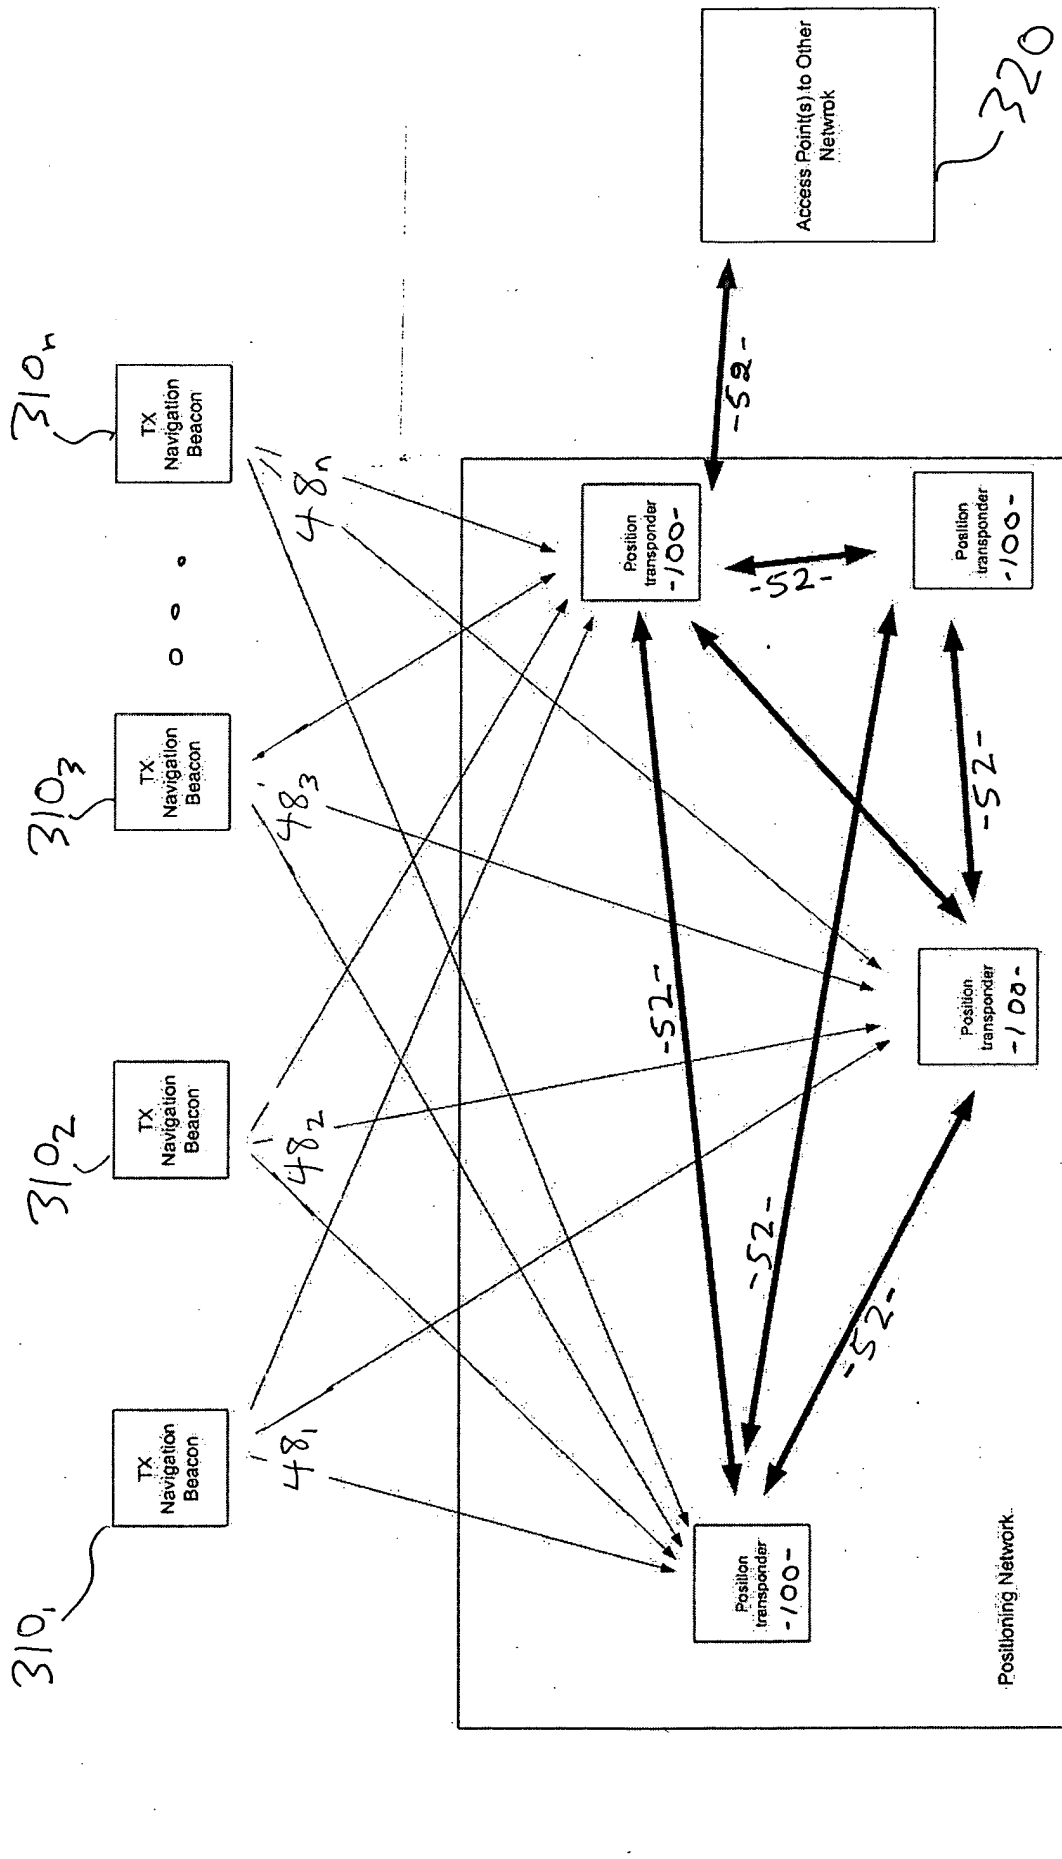 310₁
310₂
310₃
310ₙ
TX
Navigation
Beacon
TX
Navigation
Beacon
TX
Navigation
Beacon
TX
Navigation
Beacon
48₁
48₂
48₃
48ₙ
Position
transponder
-100-
Position
transponder
-100-
Position
transponder
-100-
Position
transponder
-100-
-52-
-52-
-52-
-52-
-52-
-52-
Access Point(s) to Other
Netwrok
320
Positioning Network